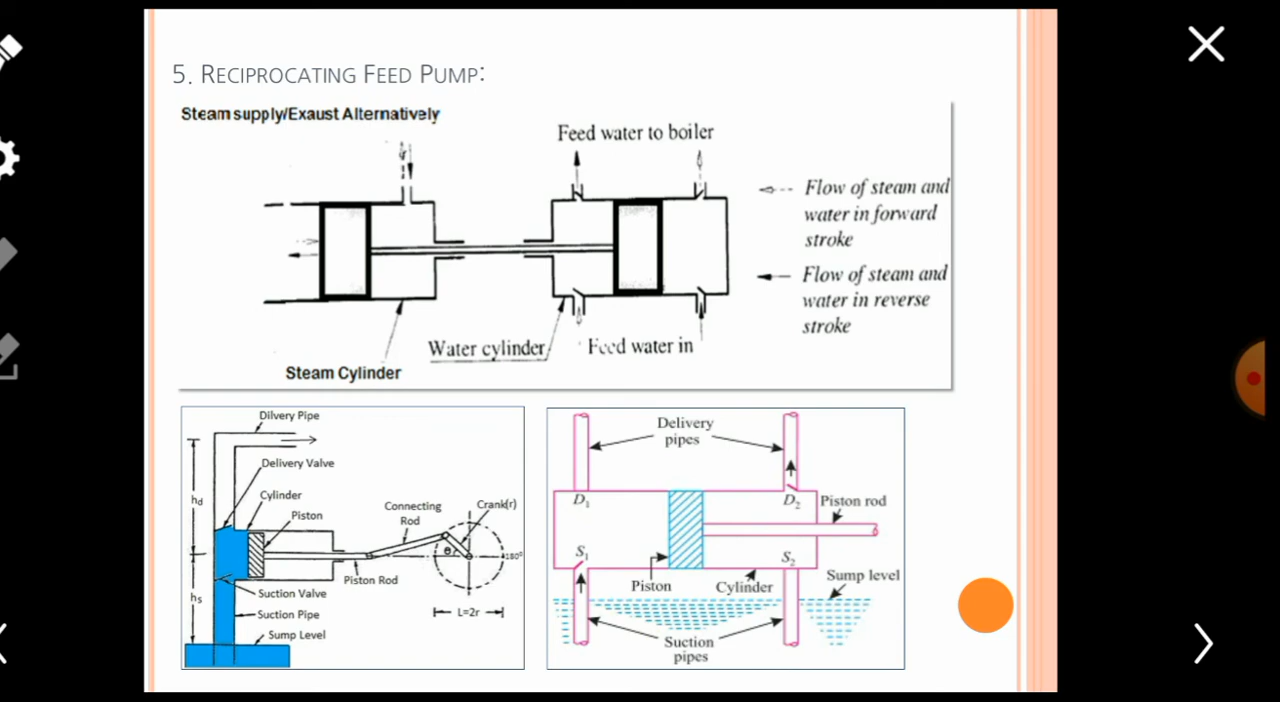 5. RECIPROCATING FEED PUMP:
Steam supply/Exaust Alternatively
Feed water to boiler
Flow of steam and
water in forward
stroke
Flow of steam and
water in reverse
stroke
Water cylinder
Feed water in
Steam Cylinder
Dilvery Pipe
Delivery Valve
hd
Cylinder
Piston
Connecting
Rod
Crank(r)
θ
180°
Piston Rod
hs
Suction Valve
L=2r
Suction Pipe
Sump Level
Delivery
pipes
D1
D2
Piston rod
S1
S2
Piston
Cylinder
Sump level
Suction
pipes